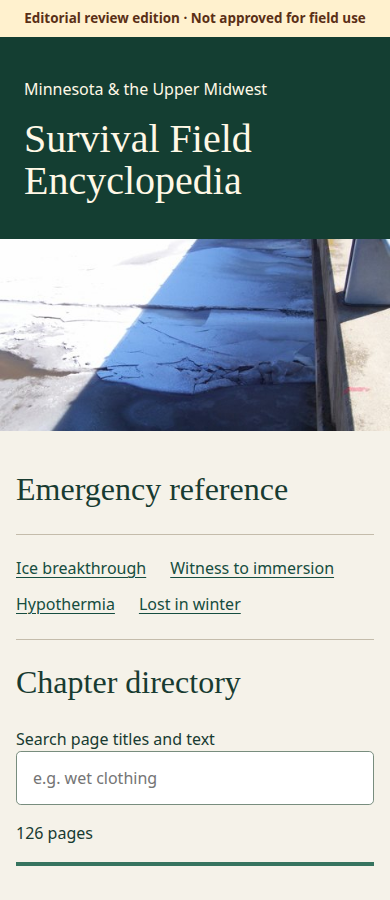 Editorial review edition · Not approved for field use
Minnesota & the Upper Midwest
Survival Field
Encyclopedia
Emergency reference
Ice breakthrough Witness to immersion
Hypothermia Lost in winter
Chapter directory
Search page titles and text
e.g. wet clothing
126 pages